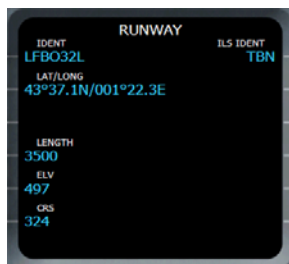 RUNWAY
IDENT ILS IDENT
LFBO32L TBN
LAT/LONG
43°37.1N/001°22.3E
LENGTH
3500
ELV
497
CRS
324